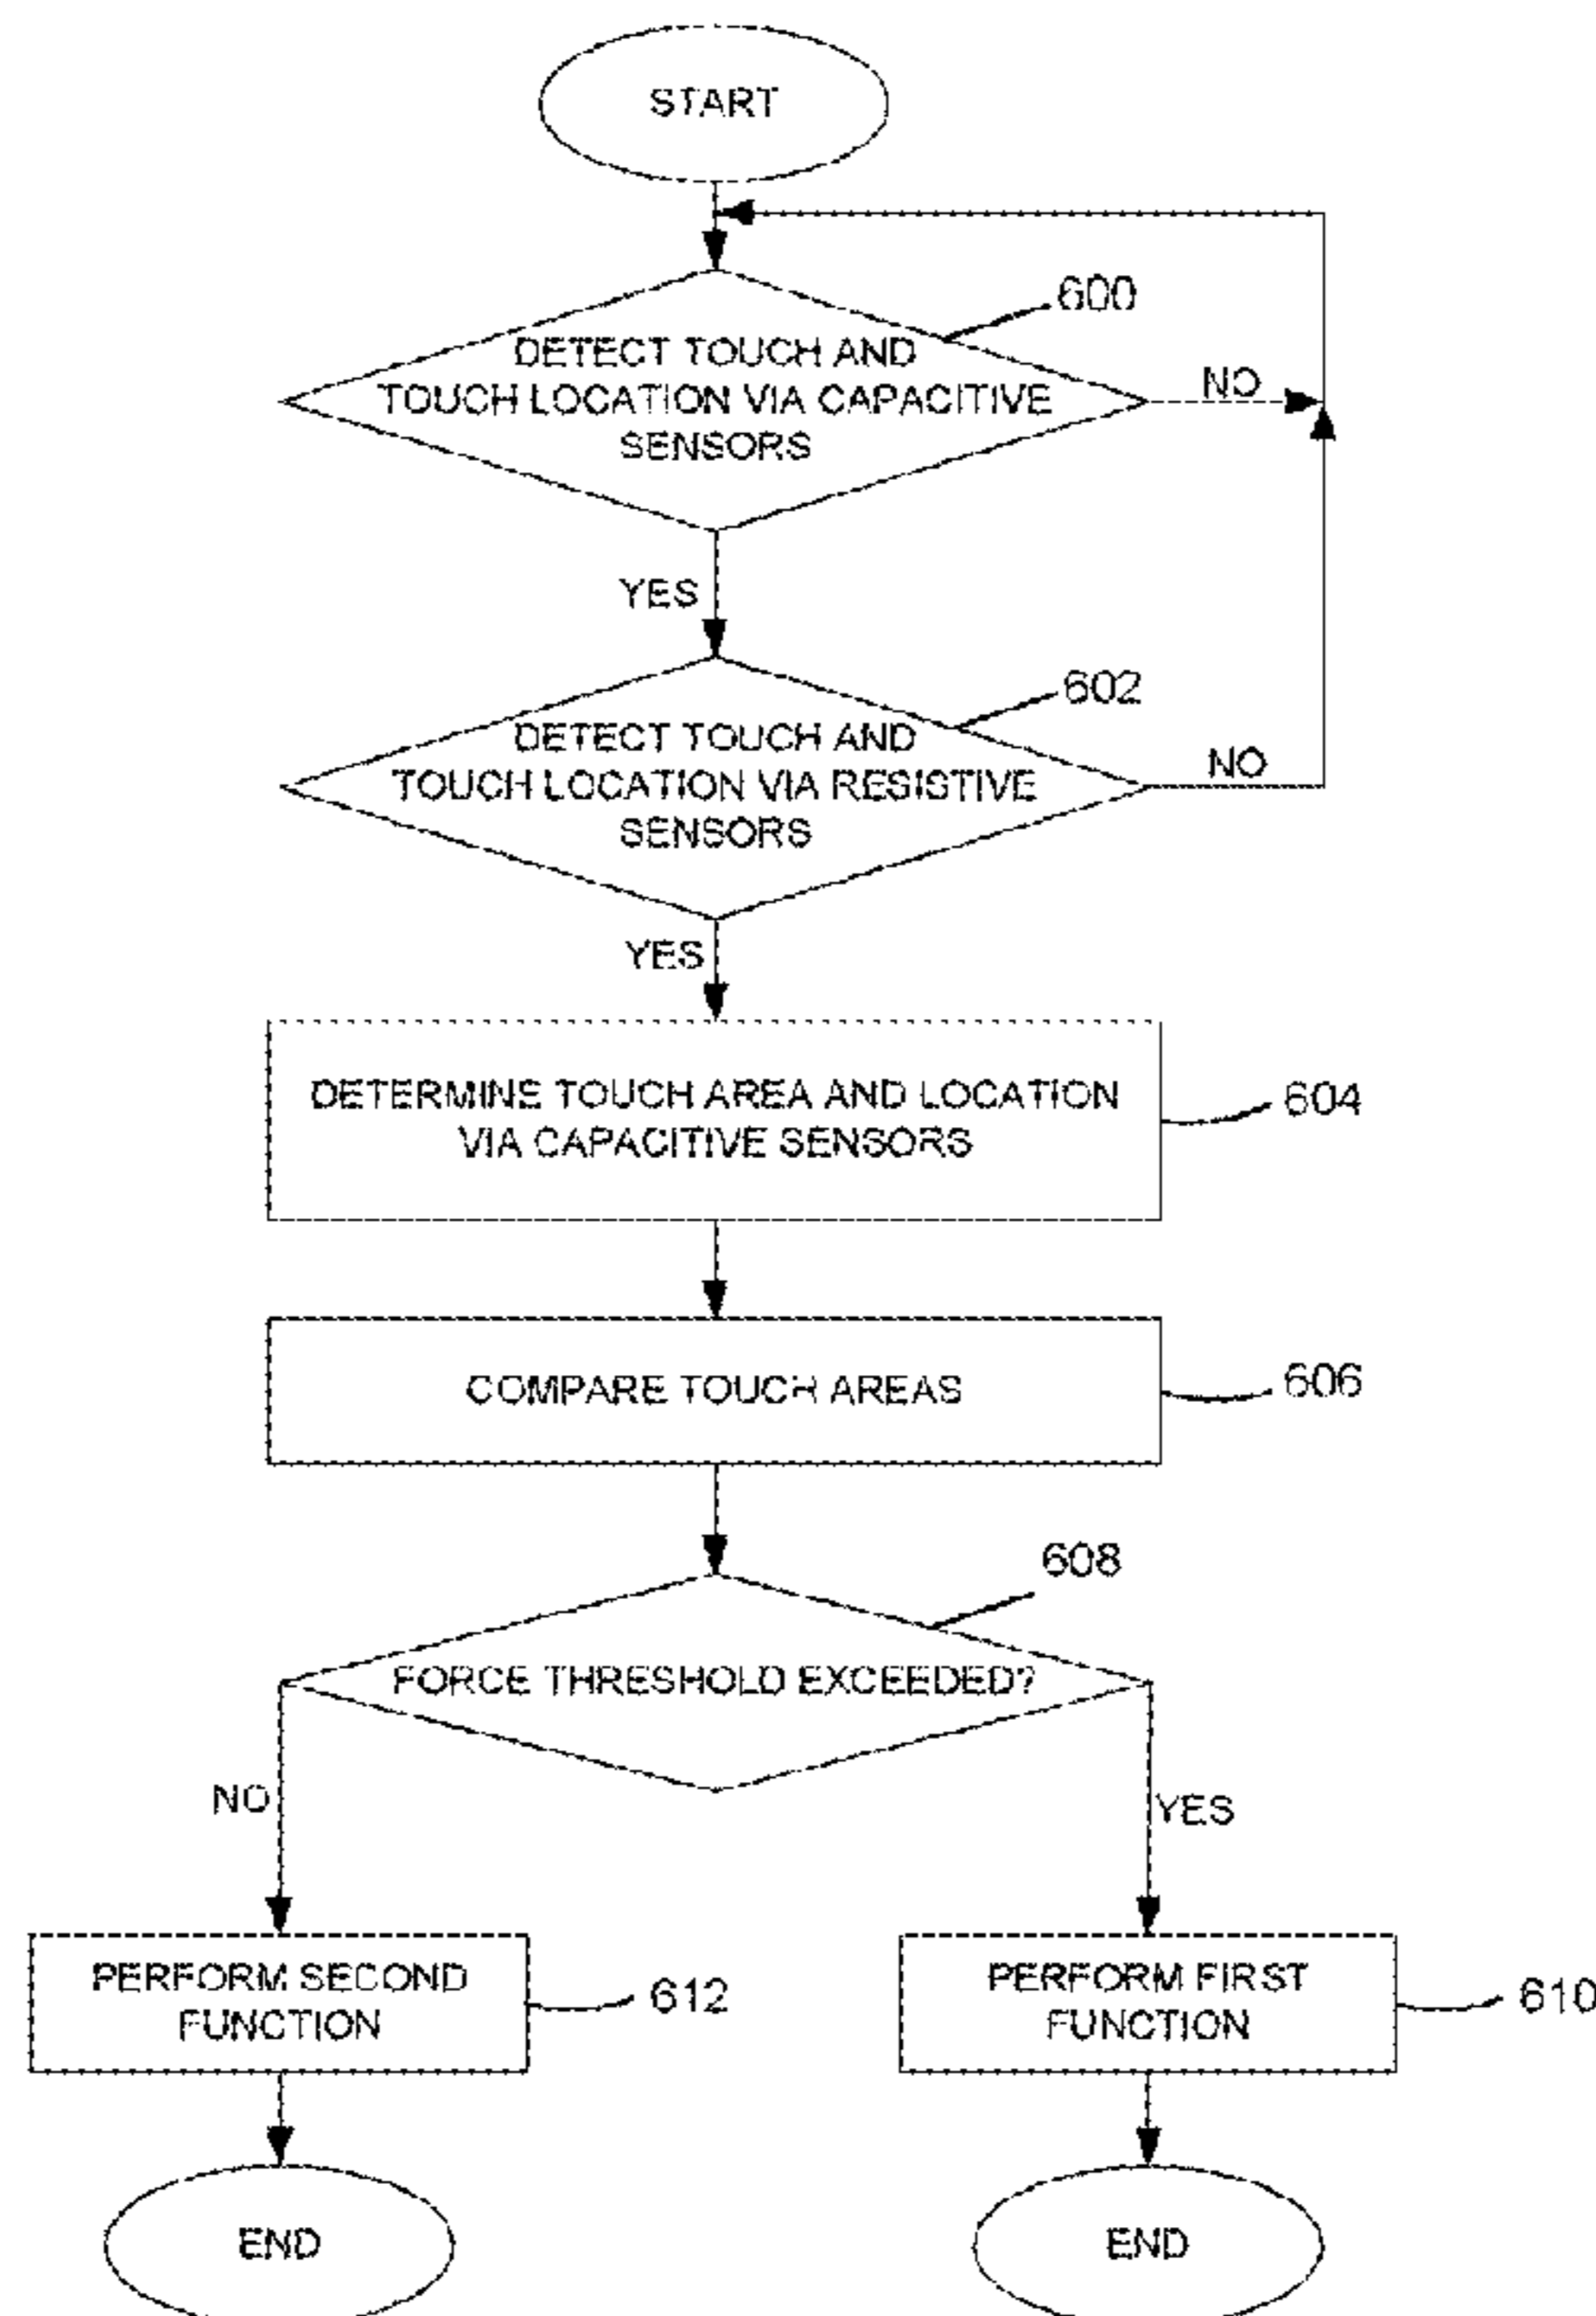 START
600
DETECT TOUCH AND
TOUCH LOCATION VIA CAPACITIVE
SENSORS
NO
YES
602
DETECT TOUCH AND
TOUCH LOCATION VIA RESISTIVE
SENSORS
NO
YES
DETERMINE TOUCH AREA AND LOCATION
VIA CAPACITIVE SENSORS
604
COMPARE TOUCH AREAS
606
608
FORCE THRESHOLD EXCEEDED?
NO
YES
PERFORM SECOND
FUNCTION
612
PERFORM FIRST
FUNCTION
610
END
END